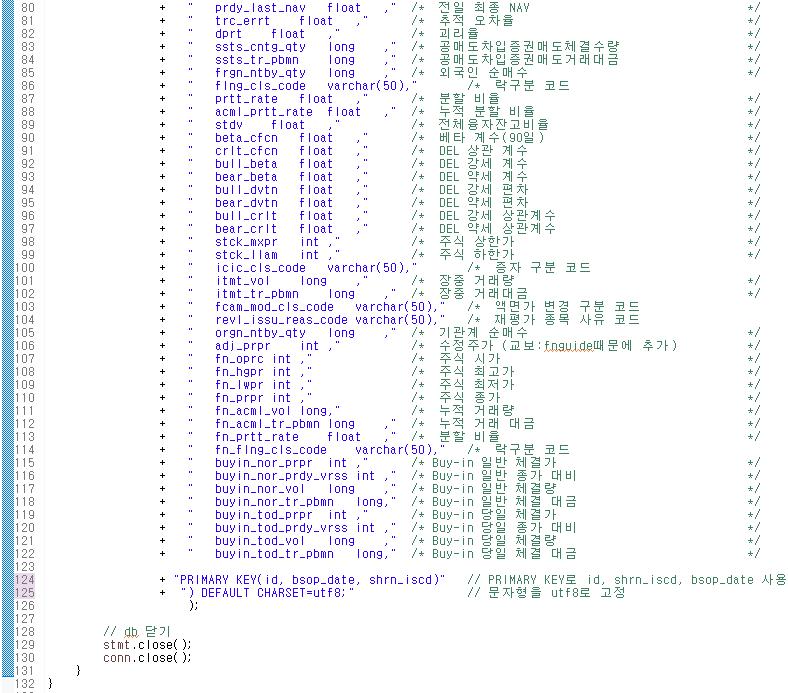 80 + " prdy_last_nav float ," /* 전일 최종 NAV */
81 + " trc_errt float ," /* 추적 오차율 */
82 + " dprt float ," /* 괴리율 */
83 + " ssts_cntg_qty long ," /* 공매도차입증권매도체결수량 */
84 + " ssts_tr_pbmn long ," /* 공매도차입증권매도거래대금 */
85 + " frgn_ntby_qty long ," /* 외국인 순매수 */
86 + " flng_cls_code varchar(50)," /* 락구분 코드 */
87 + " prtt_rate float ," /* 분할 비율 */
88 + " acml_prtt_rate float ," /* 누적 분할 비율 */
89 + " stdv float ," /* 전체융자잔고비율 */
90 + " beta_cfcn float ," /* 베타 계수(90일) */
91 + " crlt_cfcn float ," /* DEL 상관 계수 */
92 + " bull_beta float ," /* DEL 강세 계수 */
93 + " bear_beta float ," /* DEL 약세 계수 */
94 + " bull_dvtn float ," /* DEL 강세 편차 */
95 + " bear_dvtn float ," /* DEL 약세 편차 */
96 + " bull_crlt float ," /* DEL 강세 상관계수 */
97 + " bear_crlt float ," /* DEL 약세 상관계수 */
98 + " stck_mxpr int ," /* 주식 상한가 */
99 + " stck_llam int ," /* 주식 하한가 */
100 + " icic_cls_code varchar(50)," /* 증자 구분 코드 */
101 + " itmt_vol long ," /* 장중 거래량 */
102 + " itmt_tr_pbmn long ," /* 장중 거래대금 */
103 + " fcam_mod_cls_code varchar(50)," /* 액면가 변경 구분 코드 */
104 + " revl_issu_reas_code varchar(50)," /* 재평가 종목 사유 코드 */
105 + " orgn_ntby_qty long ," /* 기관계 순매수 */
106 + " adj_prpr int ," /* 수정주가 (교보:fnguide때문에 추가) */
107 + " fn_oprc int ," /* 주식 시가 */
108 + " fn_hgpr int ," /* 주식 최고가 */
109 + " fn_lwpr int ," /* 주식 최저가 */
110 + " fn_prpr int ," /* 주식 종가 */
111 + " fn_acml_vol long," /* 누적 거래량 */
112 + " fn_acml_tr_pbmn long ," /* 누적 거래 대금 */
113 + " fn_prtt_rate float ," /* 분할 비율 */
114 + " fn_flng_cls_code varchar(50)," /* 락구분 코드 */
115 + " buyin_nor_prpr int ," /* Buy-in 일반 체결가 */
116 + " buyin_nor_prdy_vrss int ," /* Buy-in 일반 종가 대비 */
117 + " buyin_nor_vol long ," /* Buy-in 일반 체결량 */
118 + " buyin_nor_tr_pbmn long," /* Buy-in 일반 체결 대금 */
119 + " buyin_tod_prpr int ," /* Buy-in 당일 체결가 */
120 + " buyin_tod_prdy_vrss int ," /* Buy-in 당일 종가 대비 */
121 + " buyin_tod_vol long ," /* Buy-in 당일 체결량 */
122 + " buyin_tod_tr_pbmn long," /* Buy-in 당일 체결 대금 */
123
124 + "PRIMARY KEY(id, bsop_date, shrn_iscd)" // PRIMARY KEY로 id, shrn_iscd, bsop_date 사용
125 + ") DEFAULT CHARSET=utf8;" // 문자형을 utf8로 고정
126 );
127
128 // db 닫기
129 stmt.close();
130 conn.close();
131 }
132 }